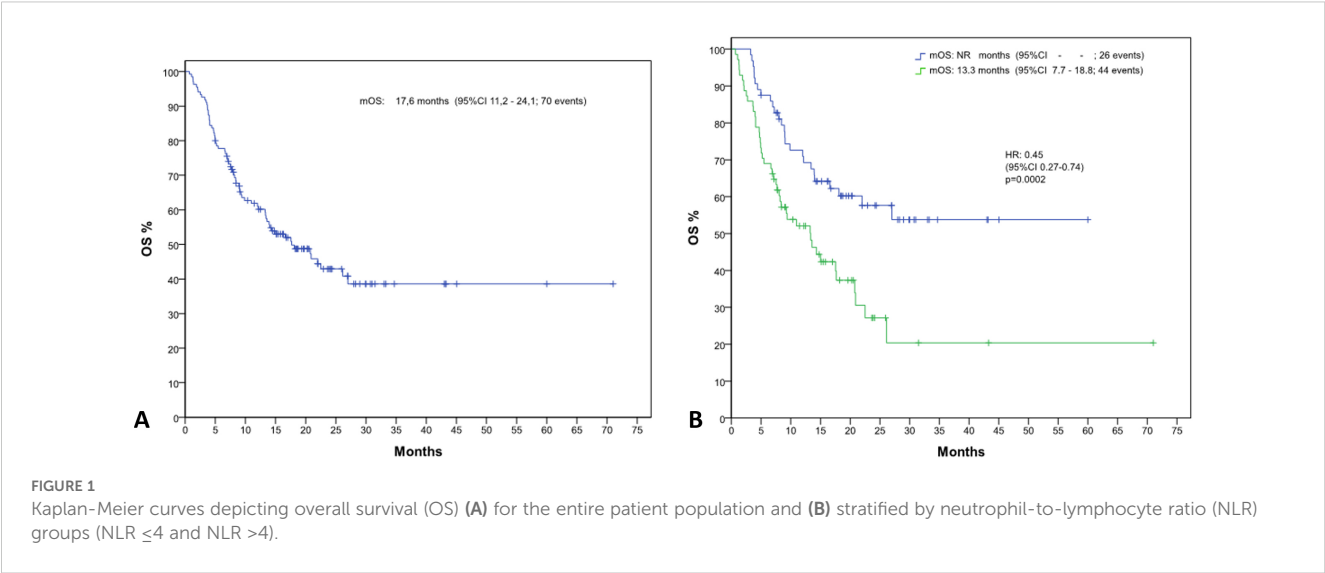 mOS: 17,6 months (95%CI 11,2 - 24,1; 70 events)
100
90
80
70
60
50
40
30
20
10
0
OS %
0 5 10 15 20 25 30 35 40 45 50 55 60 65 70 75
Months
A
mOS: NR months (95%CI - - ; 26 events)
mOS: 13.3 months (95%CI 7.7 - 18.8; 44 events)
HR: 0.45
(95%CI 0.27-0.74)
p=0.0002
100
90
80
70
60
50
40
30
20
10
0
OS %
0 5 10 15 20 25 30 35 40 45 50 55 60 65 70 75
Months
B
FIGURE 1
Kaplan-Meier curves depicting overall survival (OS) (A) for the entire patient population and (B) stratified by neutrophil-to-lymphocyte ratio (NLR)
groups (NLR ≤4 and NLR >4).